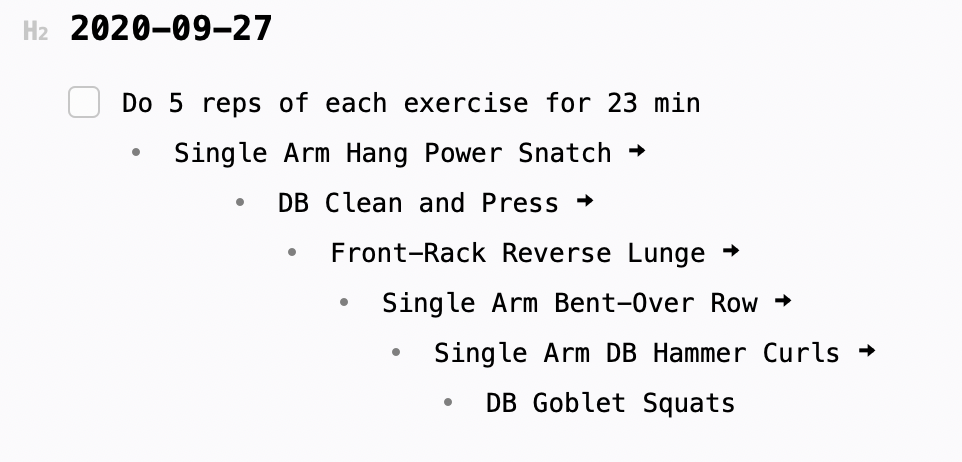 H2 2020-09-27
Do 5 reps of each exercise for 23 min
• Single Arm Hang Power Snatch →
• DB Clean and Press →
• Front-Rack Reverse Lunge →
• Single Arm Bent-Over Row →
• Single Arm DB Hammer Curls →
• DB Goblet Squats